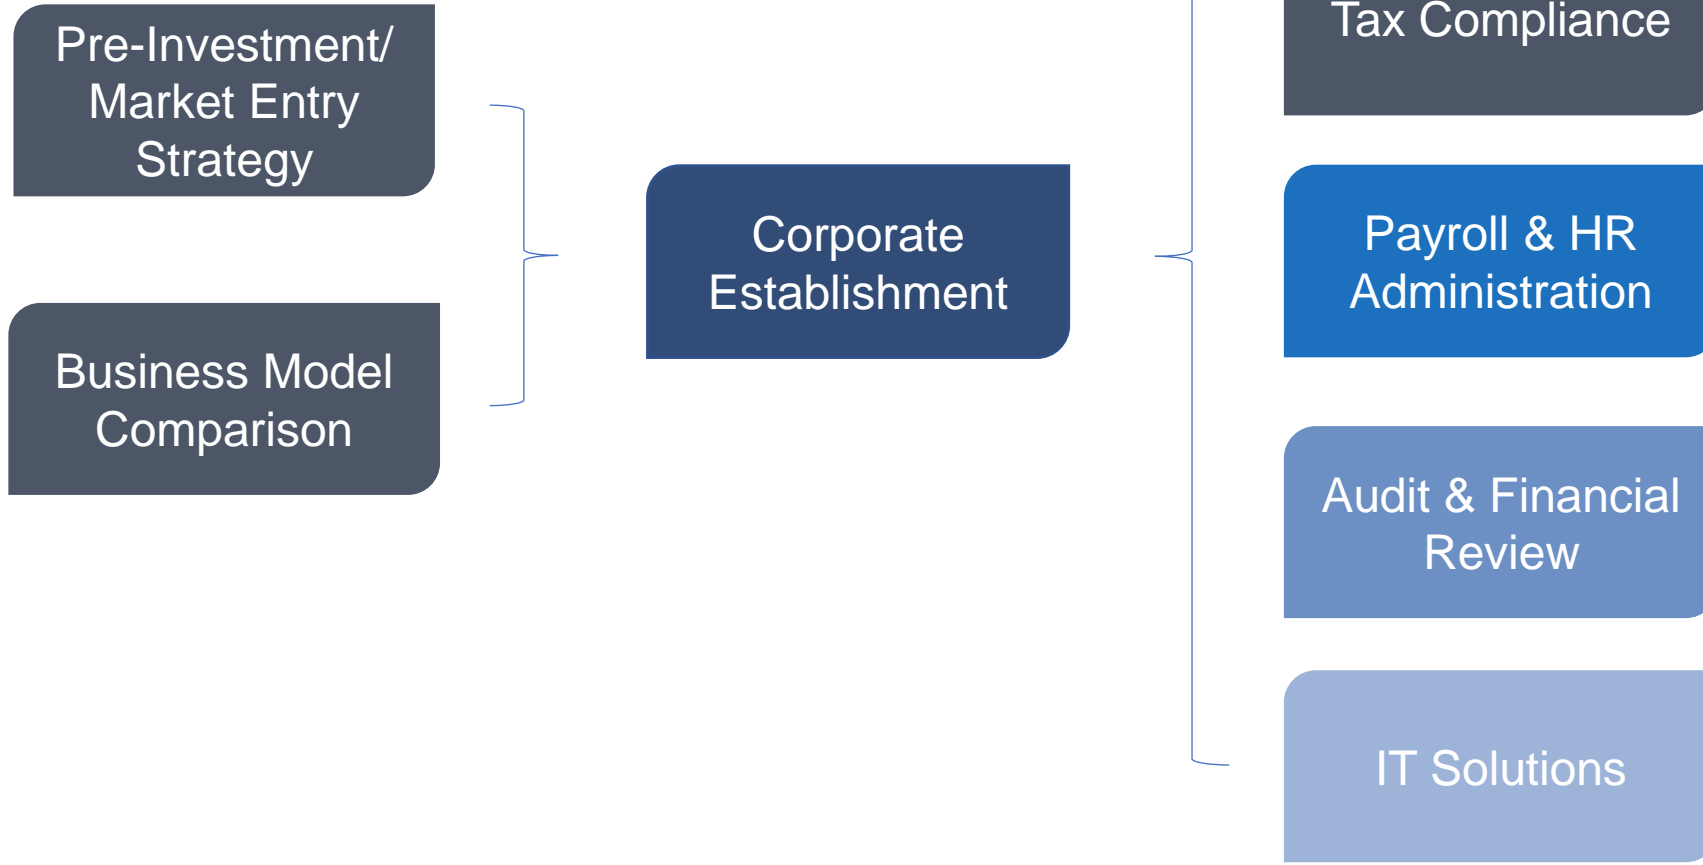 Pre-Investment/
Market Entry
Strategy
Business Model
Comparison
Corporate
Establishment
Tax Compliance
Payroll & HR
Administration
Audit & Financial
Review
IT Solutions